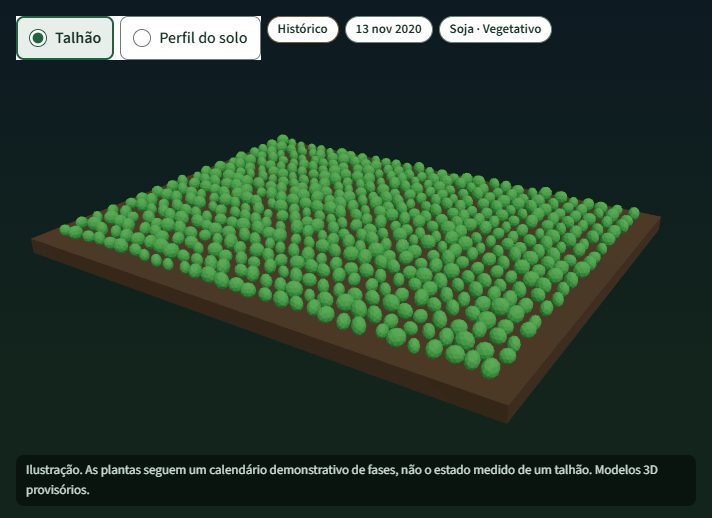 Talhão
Perfil do solo
Histórico
13 nov 2020
Soja · Vegetativo
Ilustração. As plantas seguem um calendário demonstrativo de fases, não o estado medido de um talhão. Modelos 3D
provisórios.